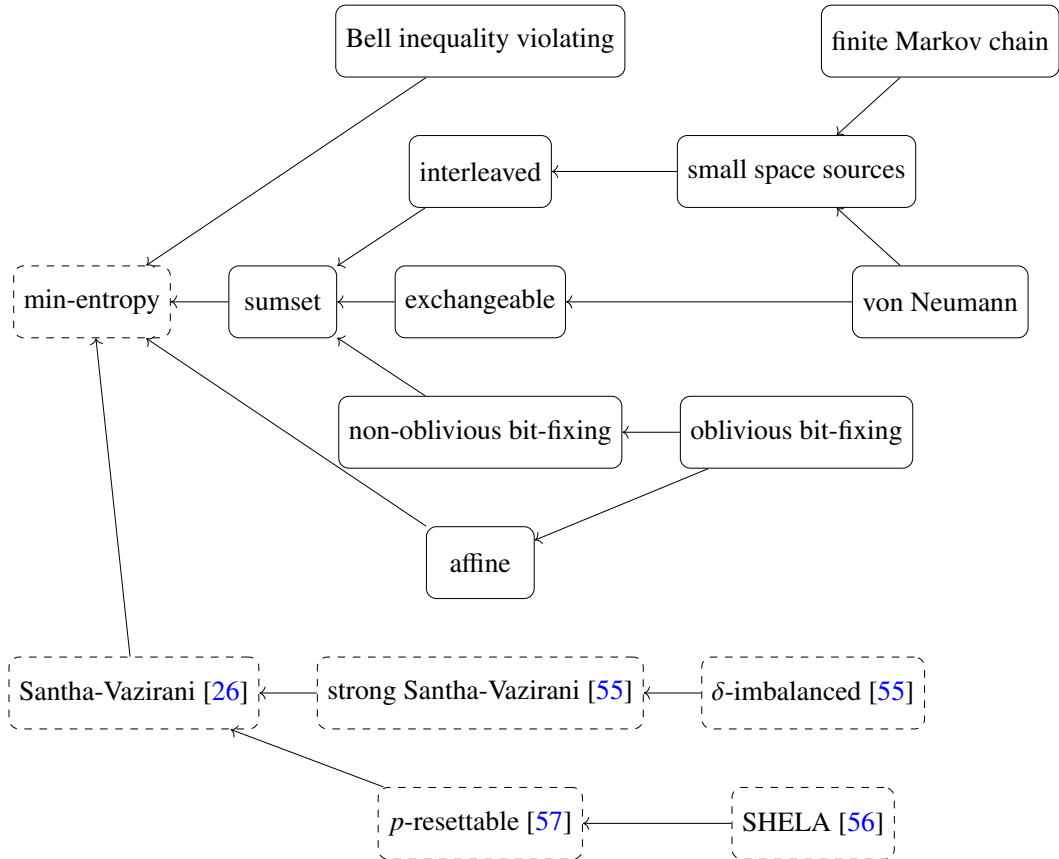 Bell inequality violating
finite Markov chain
interleaved
small space sources
min-entropy
sumset
exchangeable
von Neumann
non-oblivious bit-fixing
oblivious bit-fixing
affine
Santha-Vazirani [26]
strong Santha-Vazirani [55]
δ-imbalanced [55]
p-resettable [57]
SHELA [56]